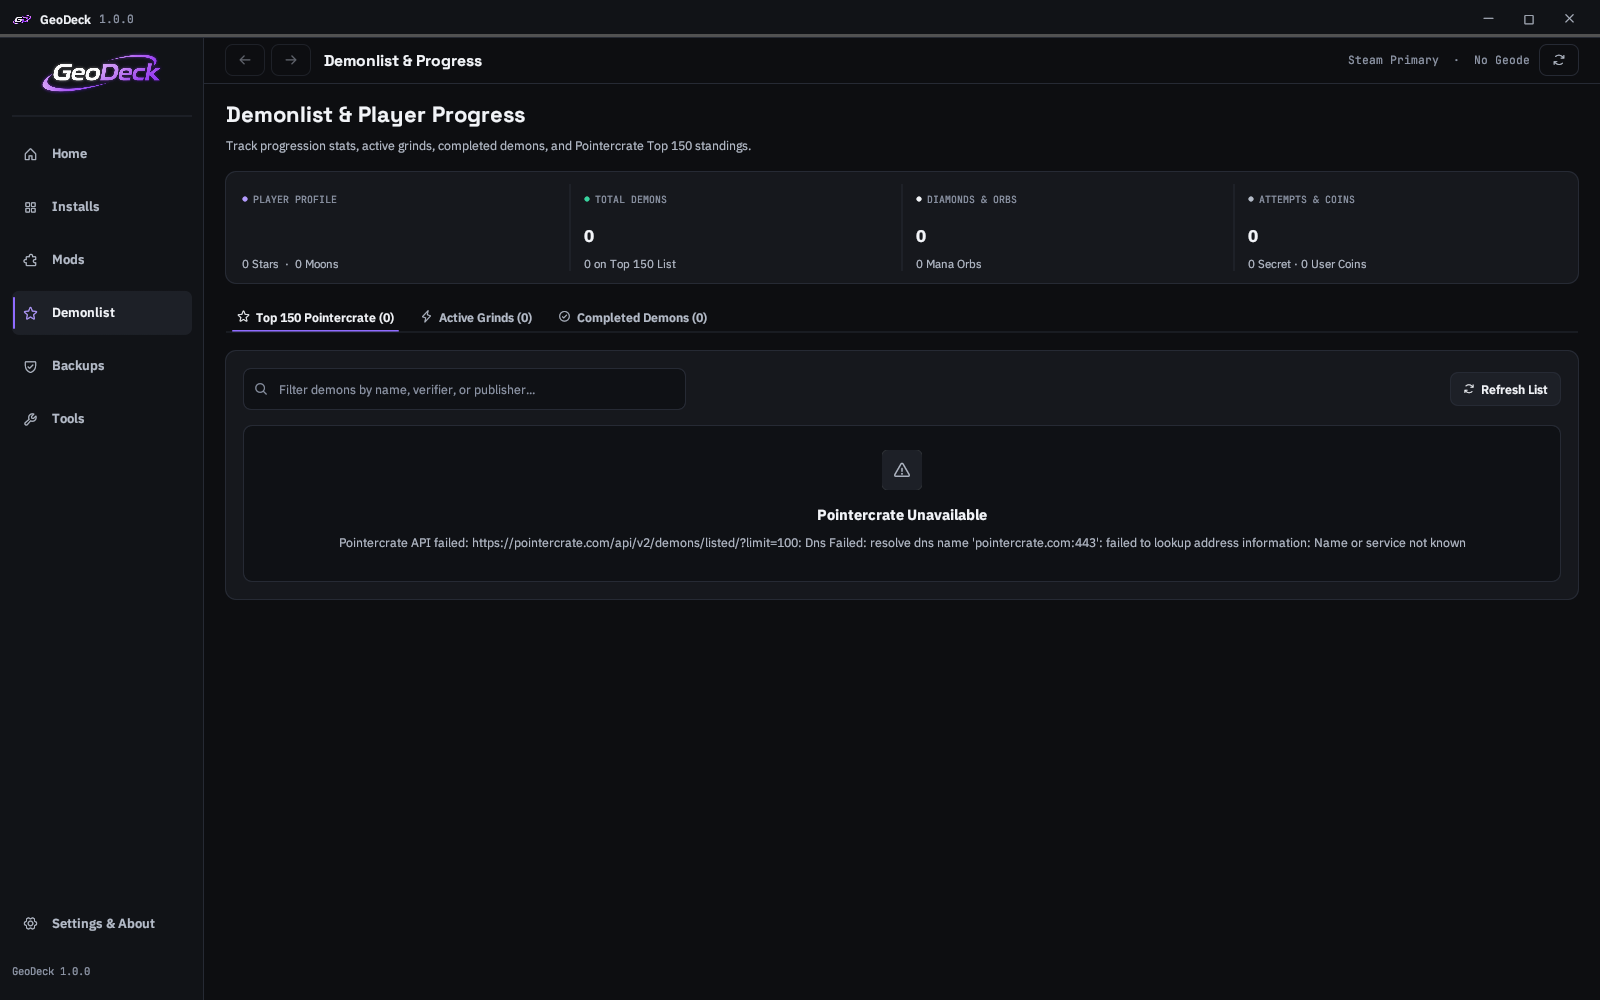 GeoDeck 1.0.0
GeoDeck
Demonlist & Progress
Steam Primary · No Geode
Home
Installs
Mods
Demonlist
Backups
Tools
Settings & About
GeoDeck 1.0.0
Demonlist & Player Progress
Track progression stats, active grinds, completed demons, and Pointercrate Top 150 standings.
PLAYER PROFILE
0 Stars · 0 Moons
TOTAL DEMONS
0
0 on Top 150 List
DIAMONDS & ORBS
0
0 Mana Orbs
ATTEMPTS & COINS
0
0 Secret · 0 User Coins
Top 150 Pointercrate (0)
Active Grinds (0)
Completed Demons (0)
Filter demons by name, verifier, or publisher...
Refresh List
Pointercrate Unavailable
Pointercrate API failed: https://pointercrate.com/api/v2/demons/listed/?limit=100: Dns Failed: resolve dns name 'pointercrate.com:443': failed to lookup address information: Name or service not known